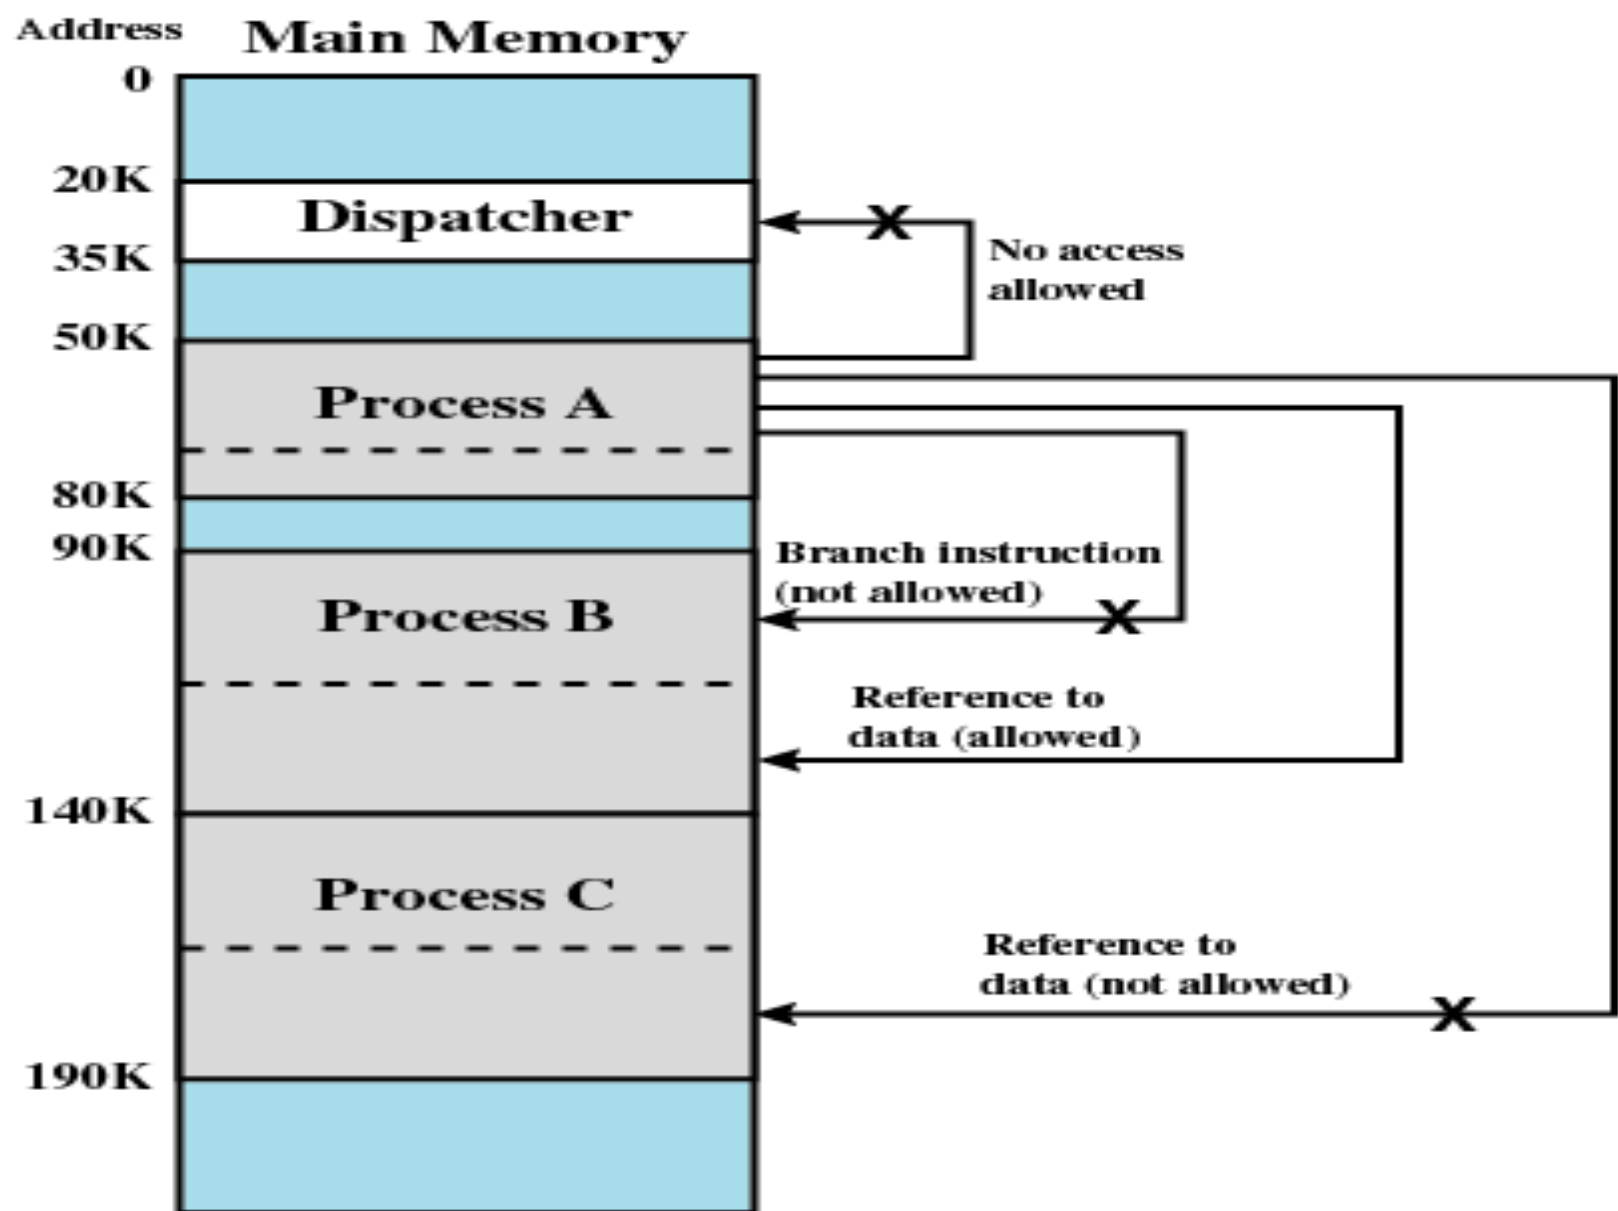 Address
Main Memory
0
20K
Dispatcher
35K
No access
allowed
50K
Process A
80K
90K
Branch instruction
(not allowed)
Process B
Reference to
data (allowed)
140K
Process C
Reference to
data (not allowed)
190K